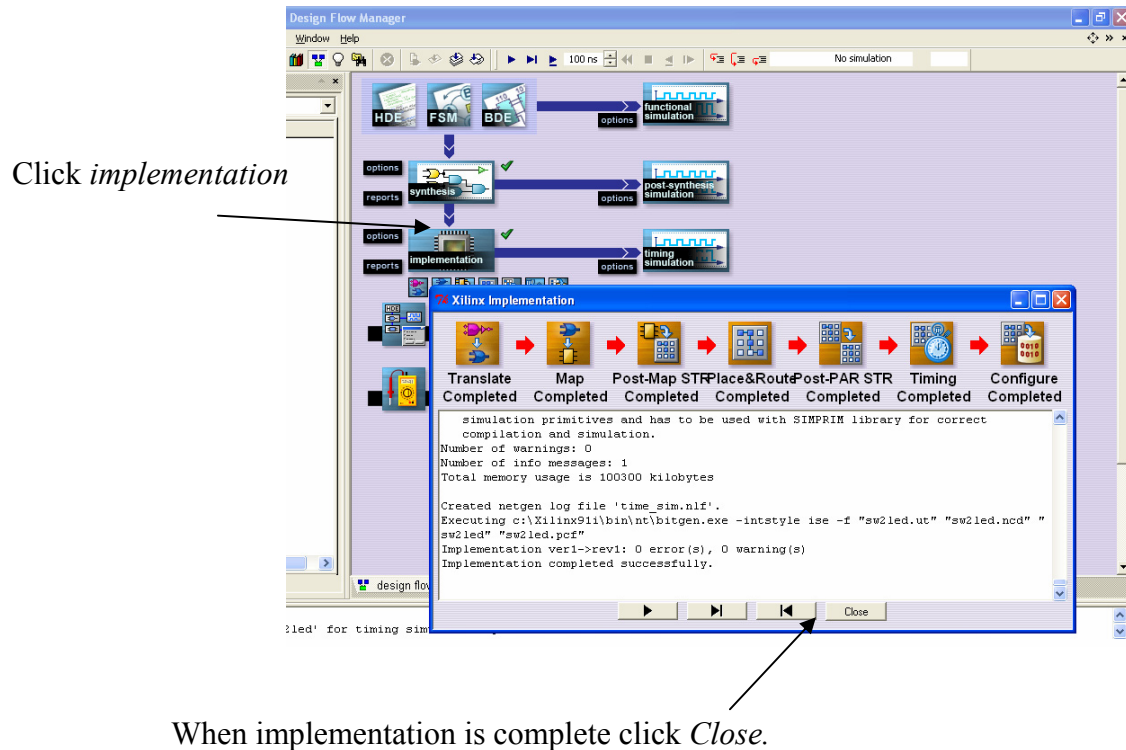 Design Flow Manager
Window Help
100 ns
No simulation
HDE FSM BDE
options
functional
simulation
Click implementation
options
reports
synthesis
options
post-synthesis
simulation
options
reports
implementation
options
timing
simulation
Xilinx Implementation
Translate Map Post-Map STR Place&Route Post-PAR STR Timing Configure
Completed Completed Completed Completed Completed Completed Completed
simulation primitives and has to be used with SIMPRIM library for correct
compilation and simulation.
Number of warnings: 0
Number of info messages: 1
Total memory usage is 100300 kilobytes
Created netgen log file 'time_sim.nlf'.
Executing c:\Xilinx91i\bin\nt\bitgen.exe -intstyle ise -f "sw2led.ut" "sw2led.ncd" "
sw2led" "sw2led.pcf"
Implementation ver1->rev1: 0 error(s), 0 warning(s)
Implementation completed successfully.
design flow
Close
2led' for timing sim
When implementation is complete click Close.